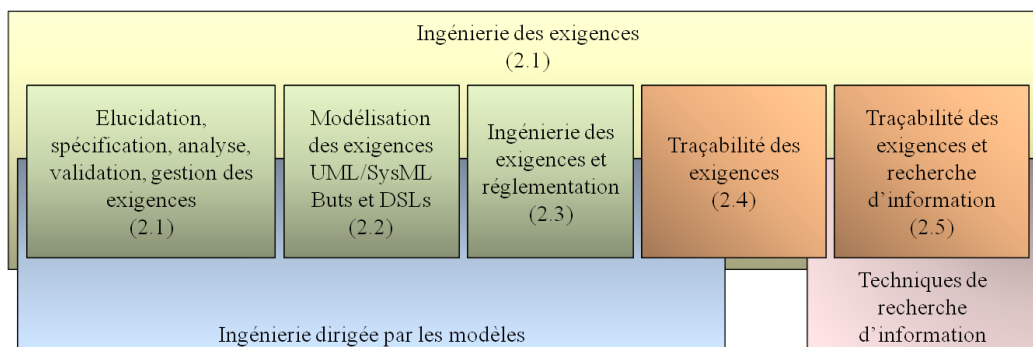 Ingénierie des exigences
(2.1)
Elucidation,
spécification, analyse,
validation, gestion des
exigences
(2.1)
Modélisation
des exigences
UML/SysML
Buts et DSLs
(2.2)
Ingénierie des
exigences et
réglementation
(2.3)
Traçabilité des
exigences
(2.4)
Traçabilité des
exigences et
recherche
d'information
(2.5)
Ingénierie dirigée par les modèles
Techniques de
recherche
d'information